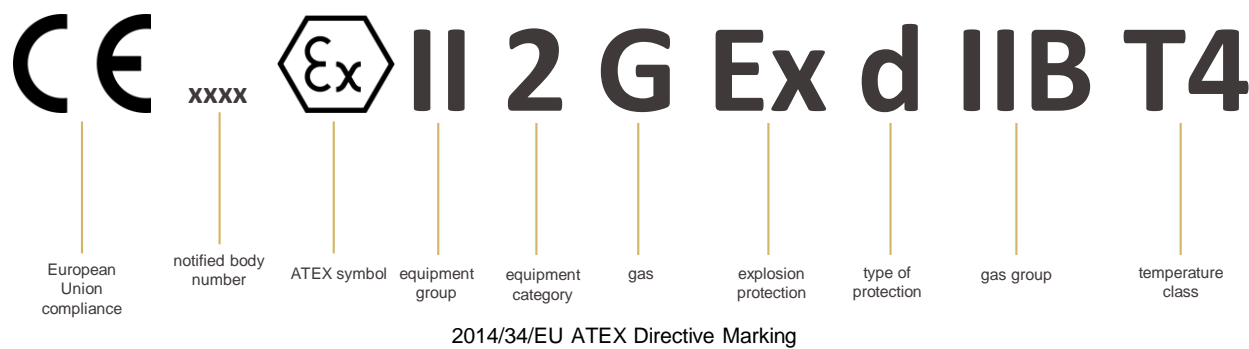 CE xxxx Ex II 2 G Ex d IIB T4
European Union compliance
notified body number
ATEX symbol
equipment group
equipment category
gas
explosion protection
type of protection
gas group
temperature class
2014/34/EU ATEX Directive Marking